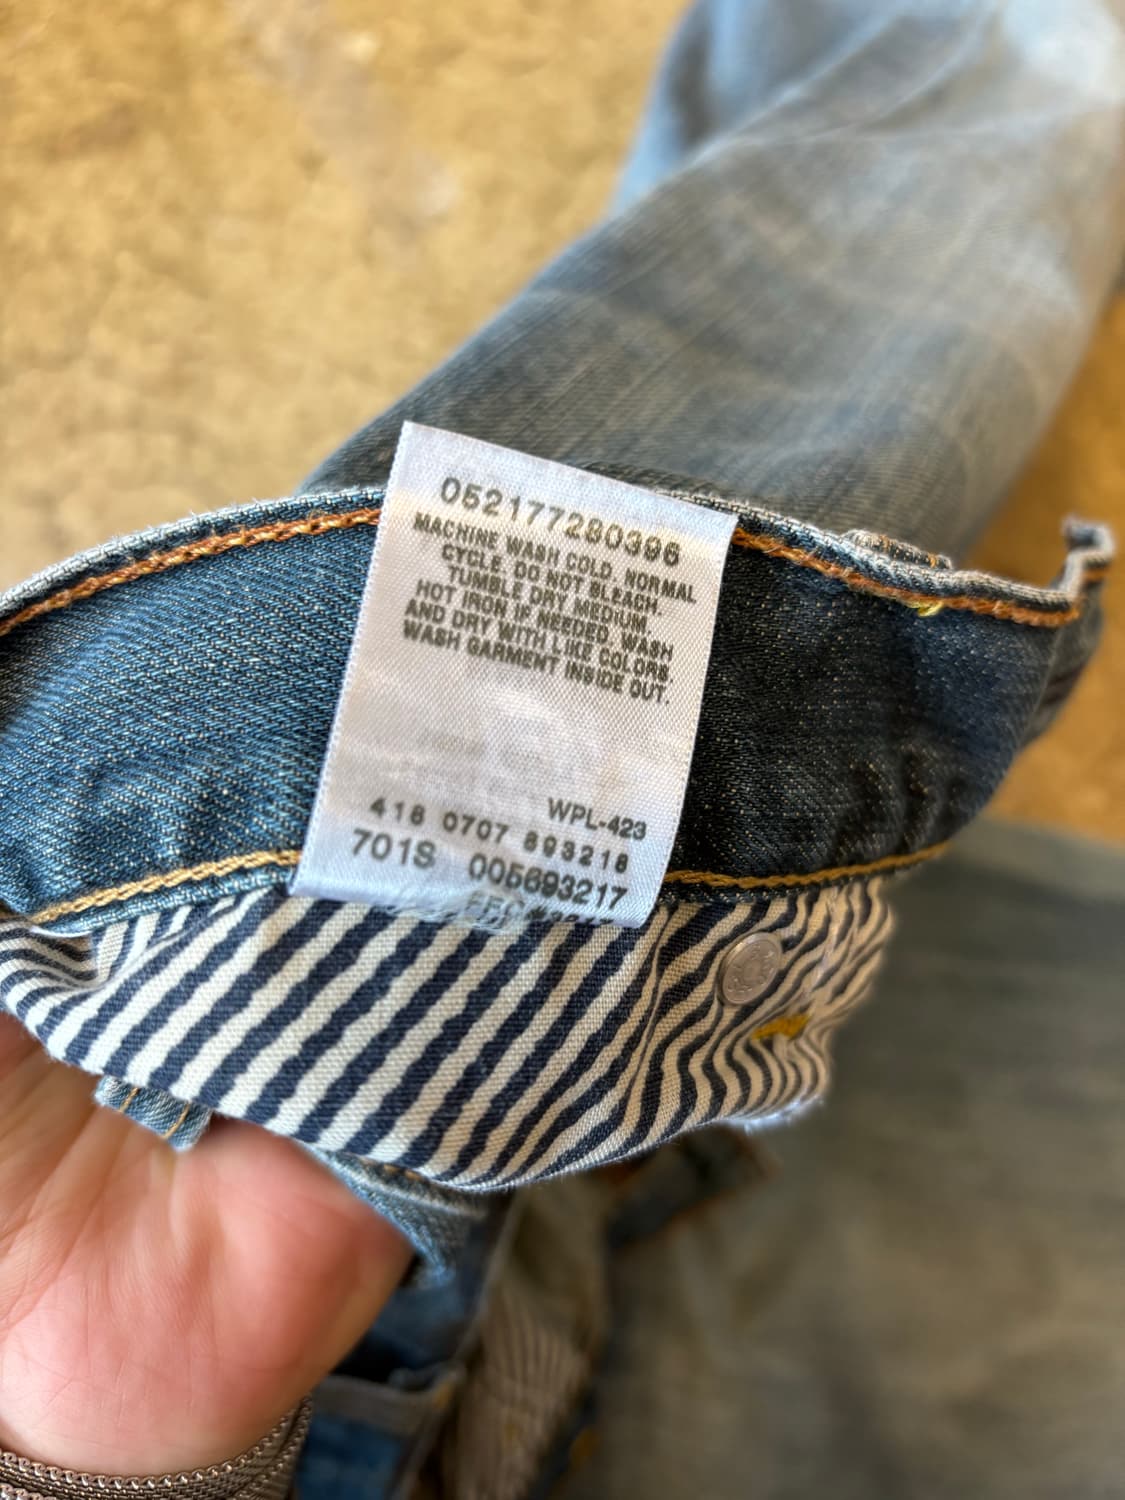 052177280396
MACHINE WASH COLD, NORMAL
CYCLE. DO NOT BLEACH.
TUMBLE DRY MEDIUM.
HOT IRON IF NEEDED. WASH
AND DRY WITH LIKE COLORS.
WASH GARMENT INSIDE OUT.
WPL-423
418 0707 893218
701S 005693217